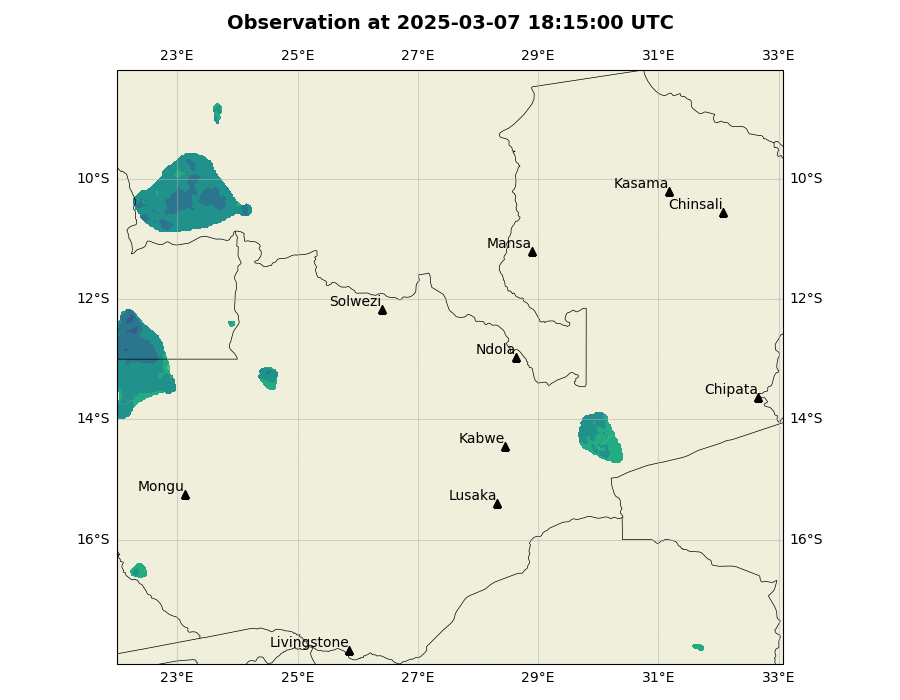 Observation at 2025-03-07 18:15:00 UTC
23°E 25°E 27°E 29°E 31°E 33°E
10°S 10°S
Kasama
Chinsali
Mansa
12°S 12°S
Solwezi
Ndola
Chipata
14°S 14°S
Kabwe
Mongu
Lusaka
16°S 16°S
Livingstone
23°E 25°E 27°E 29°E 31°E 33°E